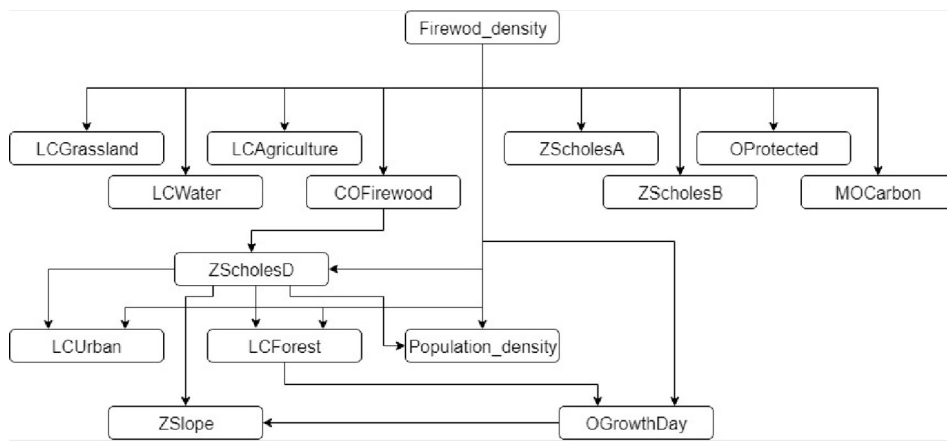 Firewod_density
LCGrassland
LCAgriculture
ZScholesA
OProtected
LCWater
COFirewood
ZScholesB
MOCarbon
ZScholesD
LCUrban
LCForest
Population_density
ZSlope
OGrowthDay